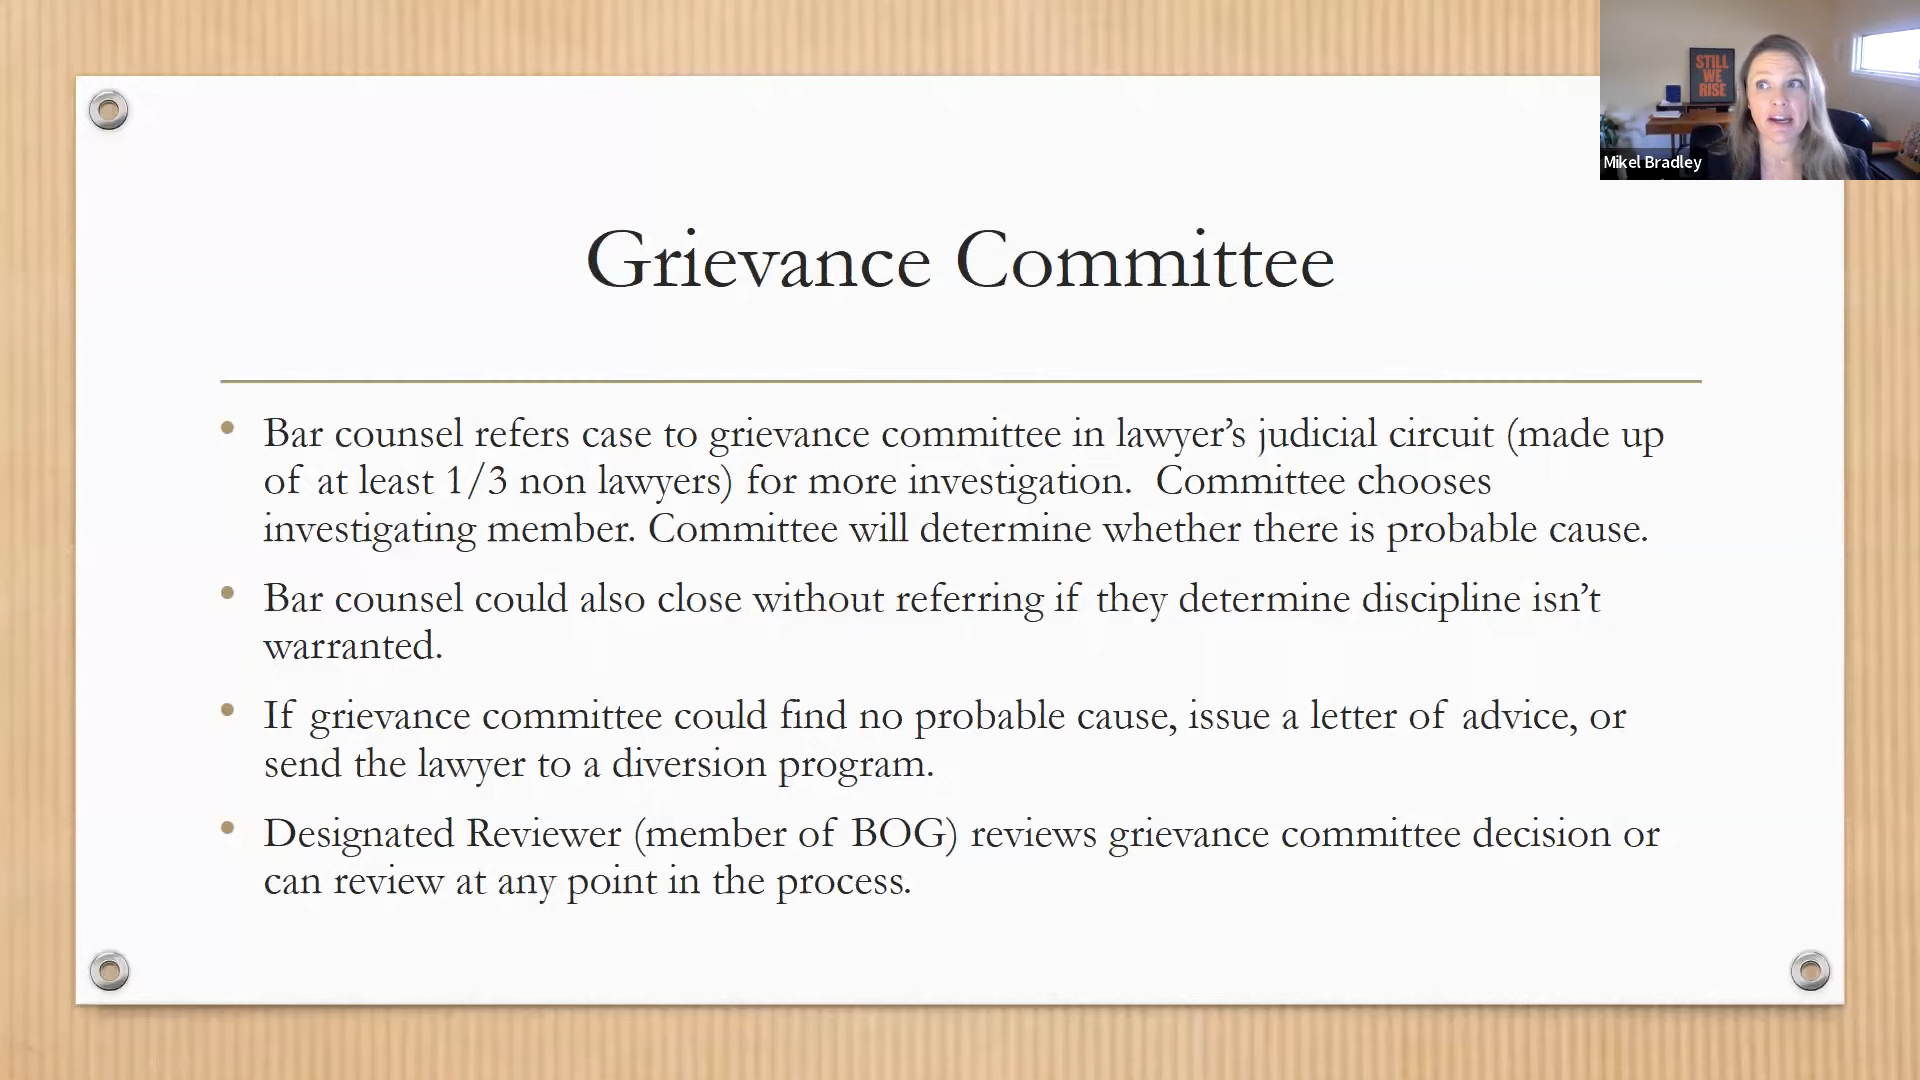 STILL
WE
RISE
Mikel Bradley
Grievance Committee
• Bar counsel refers case to grievance committee in lawyer’s judicial circuit (made up
of at least 1/3 non lawyers) for more investigation. Committee chooses
investigating member. Committee will determine whether there is probable cause.
• Bar counsel could also close without referring if they determine discipline isn’t
warranted.
• If grievance committee could find no probable cause, issue a letter of advice, or
send the lawyer to a diversion program.
• Designated Reviewer (member of BOG) reviews grievance committee decision or
can review at any point in the process.